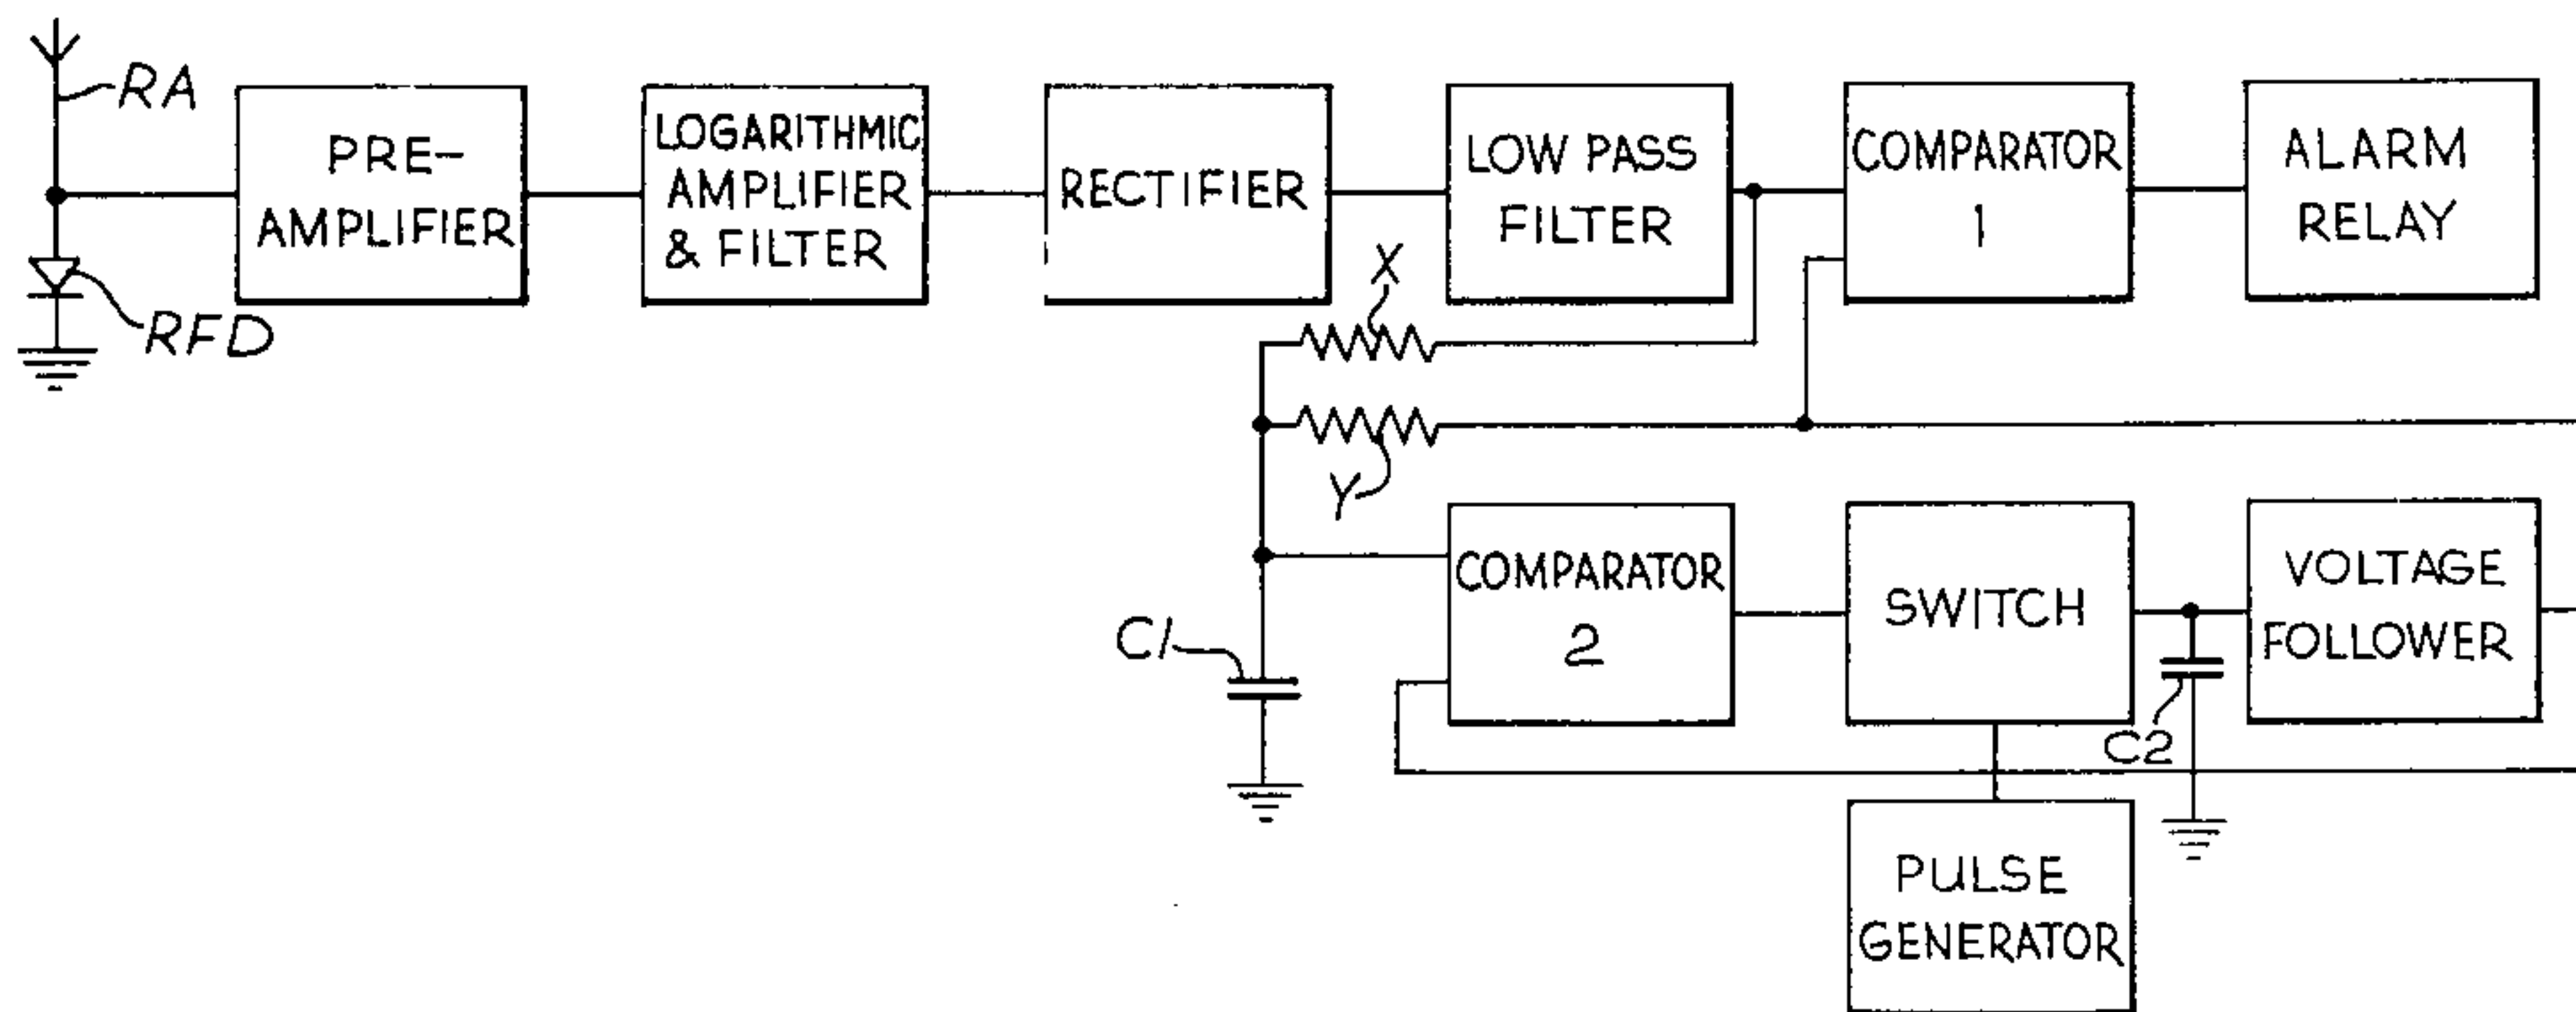 RA
PRE-
AMPLIFIER
LOGARITHMIC
AMPLIFIER
& FILTER
RECTIFIER
LOW PASS
FILTER
COMPARATOR
1
ALARM
RELAY
RFD
X
Y
C1
COMPARATOR
2
SWITCH
C2
VOLTAGE
FOLLOWER
PULSE
GENERATOR